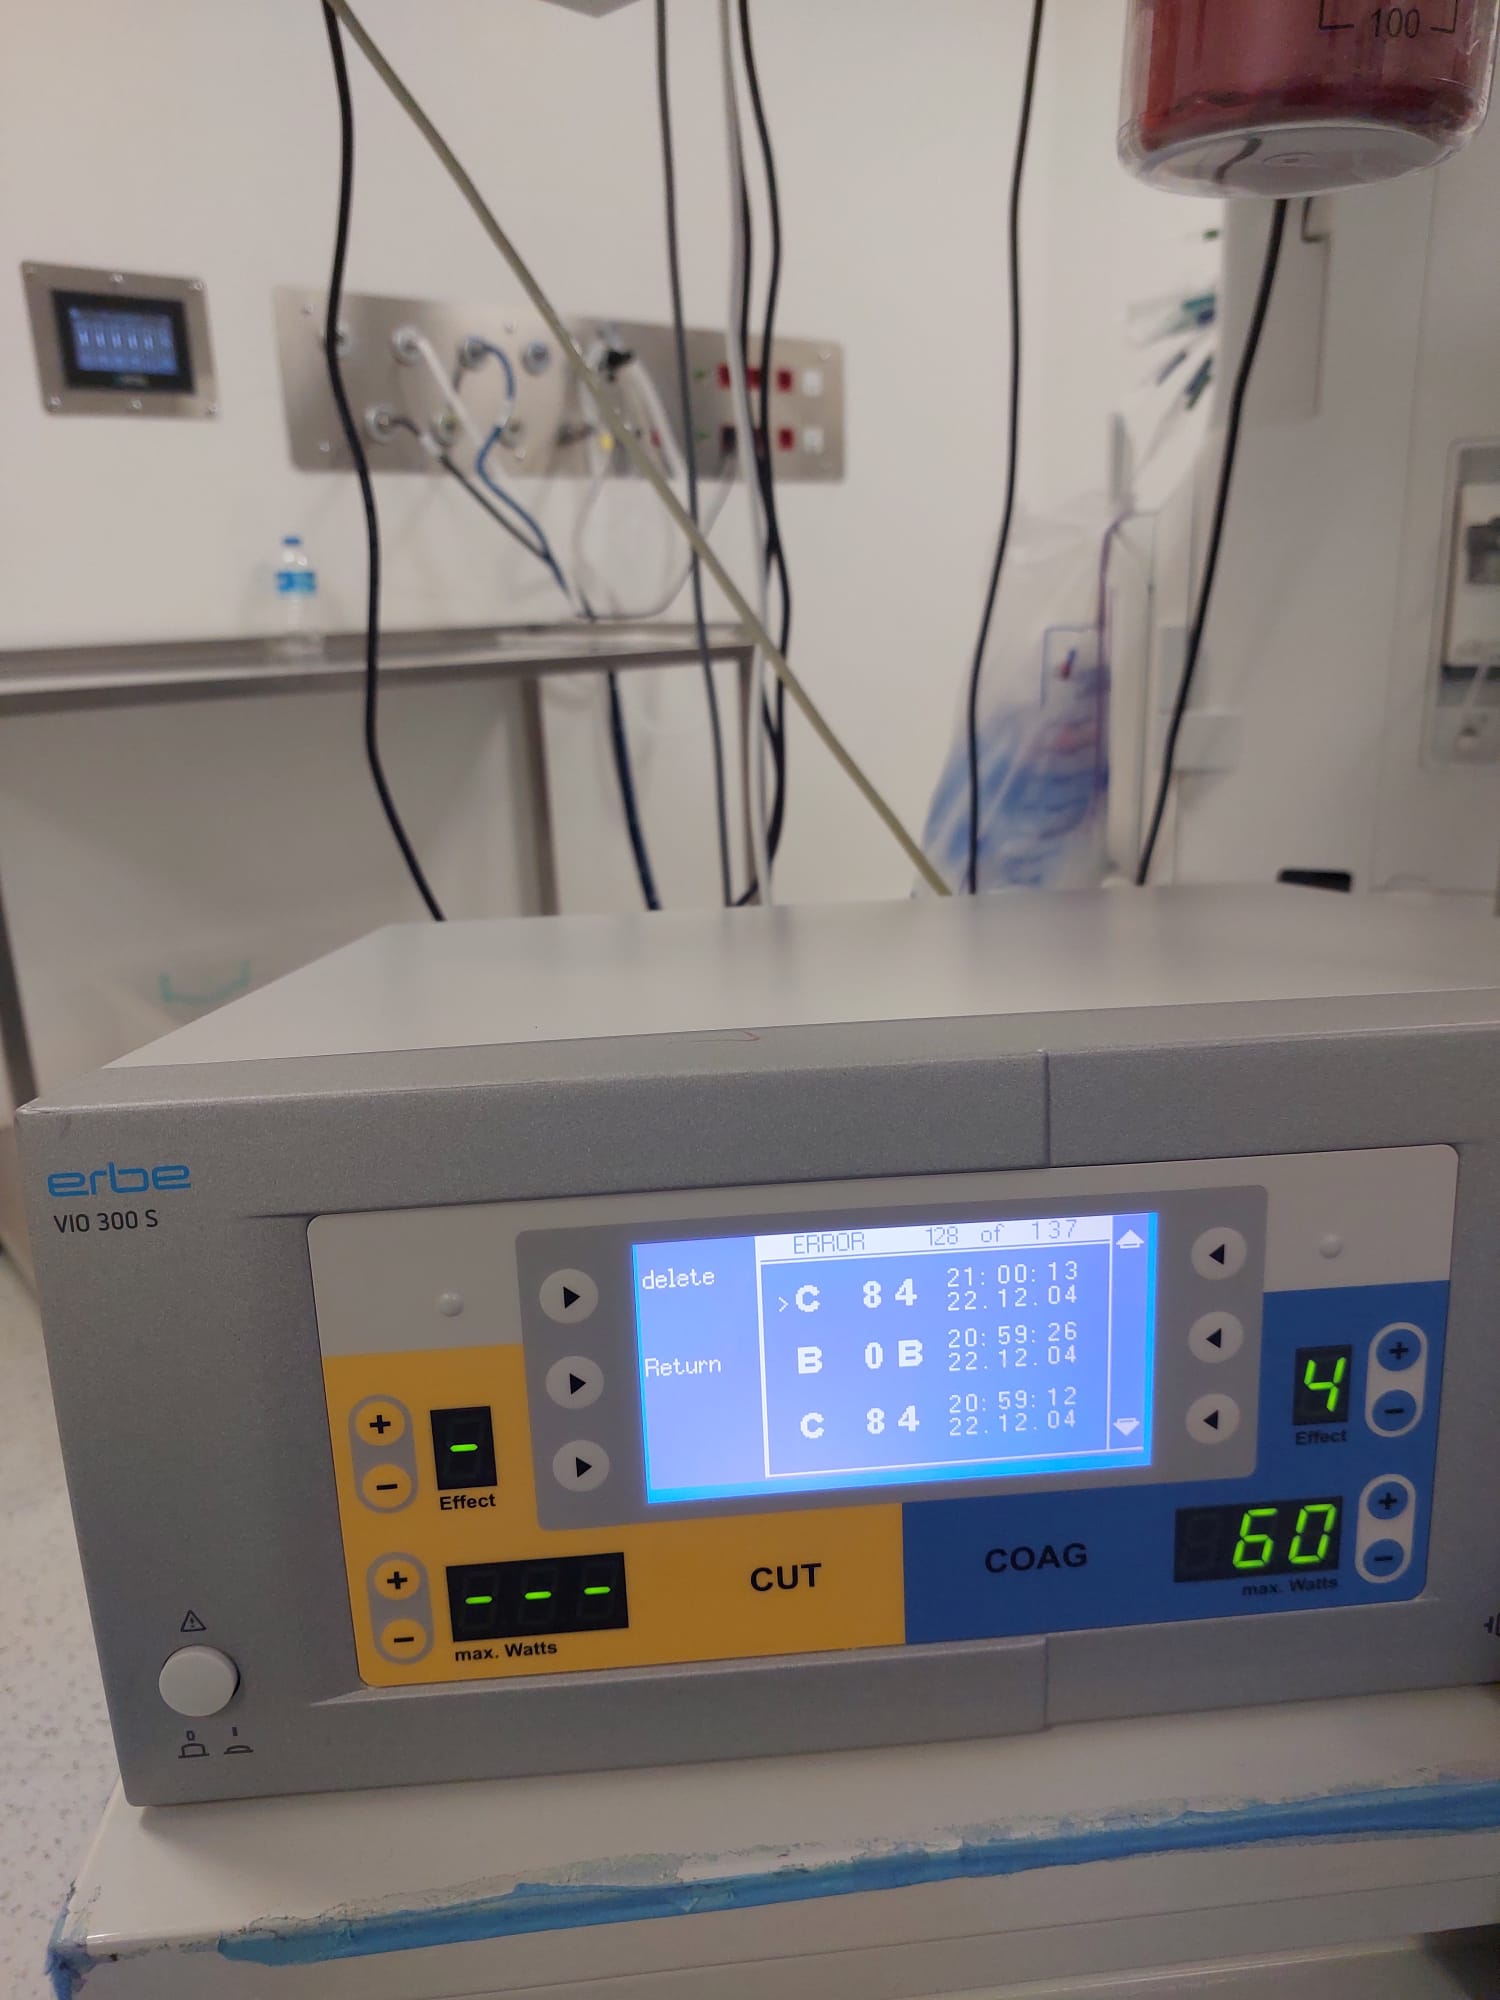 100
erbe
VIO 300 S
ERROR 128 of 137
delete
>C 84 21:00:13
22.12.04
Return
B 0B 20:59:26
22.12.04
C 84 20:59:12
22.12.04
+
-
-
Effect
+
-
---
max. Watts
CUT
COAG
4
Effect
+
-
60
max. Watts
+
-
0 I